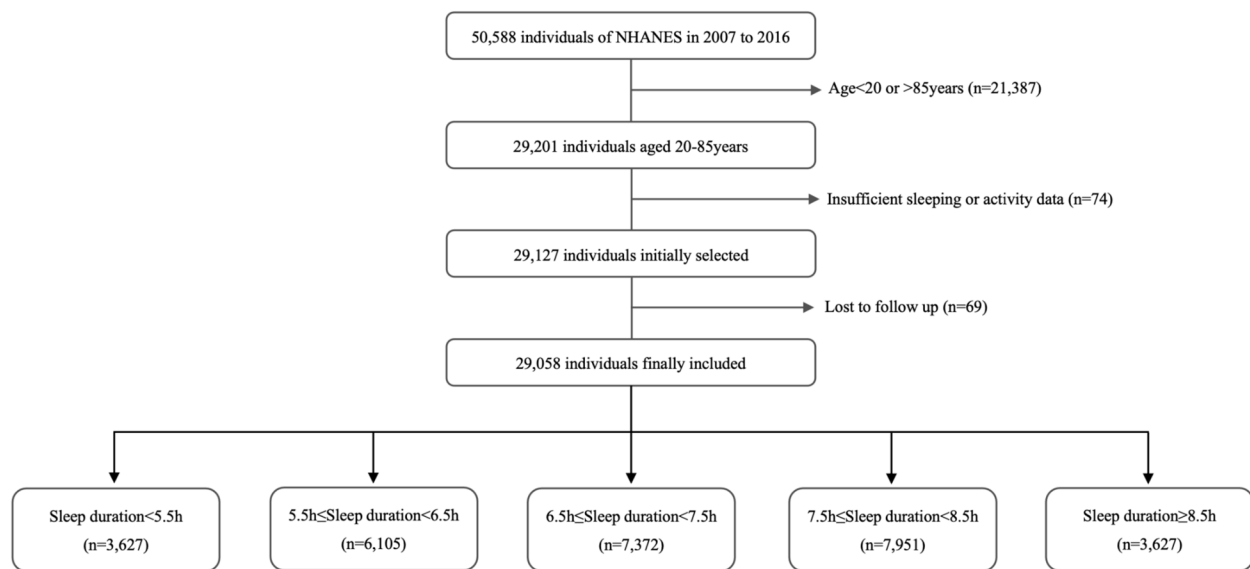 50,588 individuals of NHANES in 2007 to 2016
Age<20 or >85years (n=21,387)
29,201 individuals aged 20-85years
Insufficient sleeping or activity data (n=74)
29,127 individuals initially selected
Lost to follow up (n=69)
29,058 individuals finally included
Sleep duration<5.5h
(n=3,627)
5.5h≤Sleep duration<6.5h
(n=6,105)
6.5h≤Sleep duration<7.5h
(n=7,372)
7.5h≤Sleep duration<8.5h
(n=7,951)
Sleep duration≥8.5h
(n=3,627)